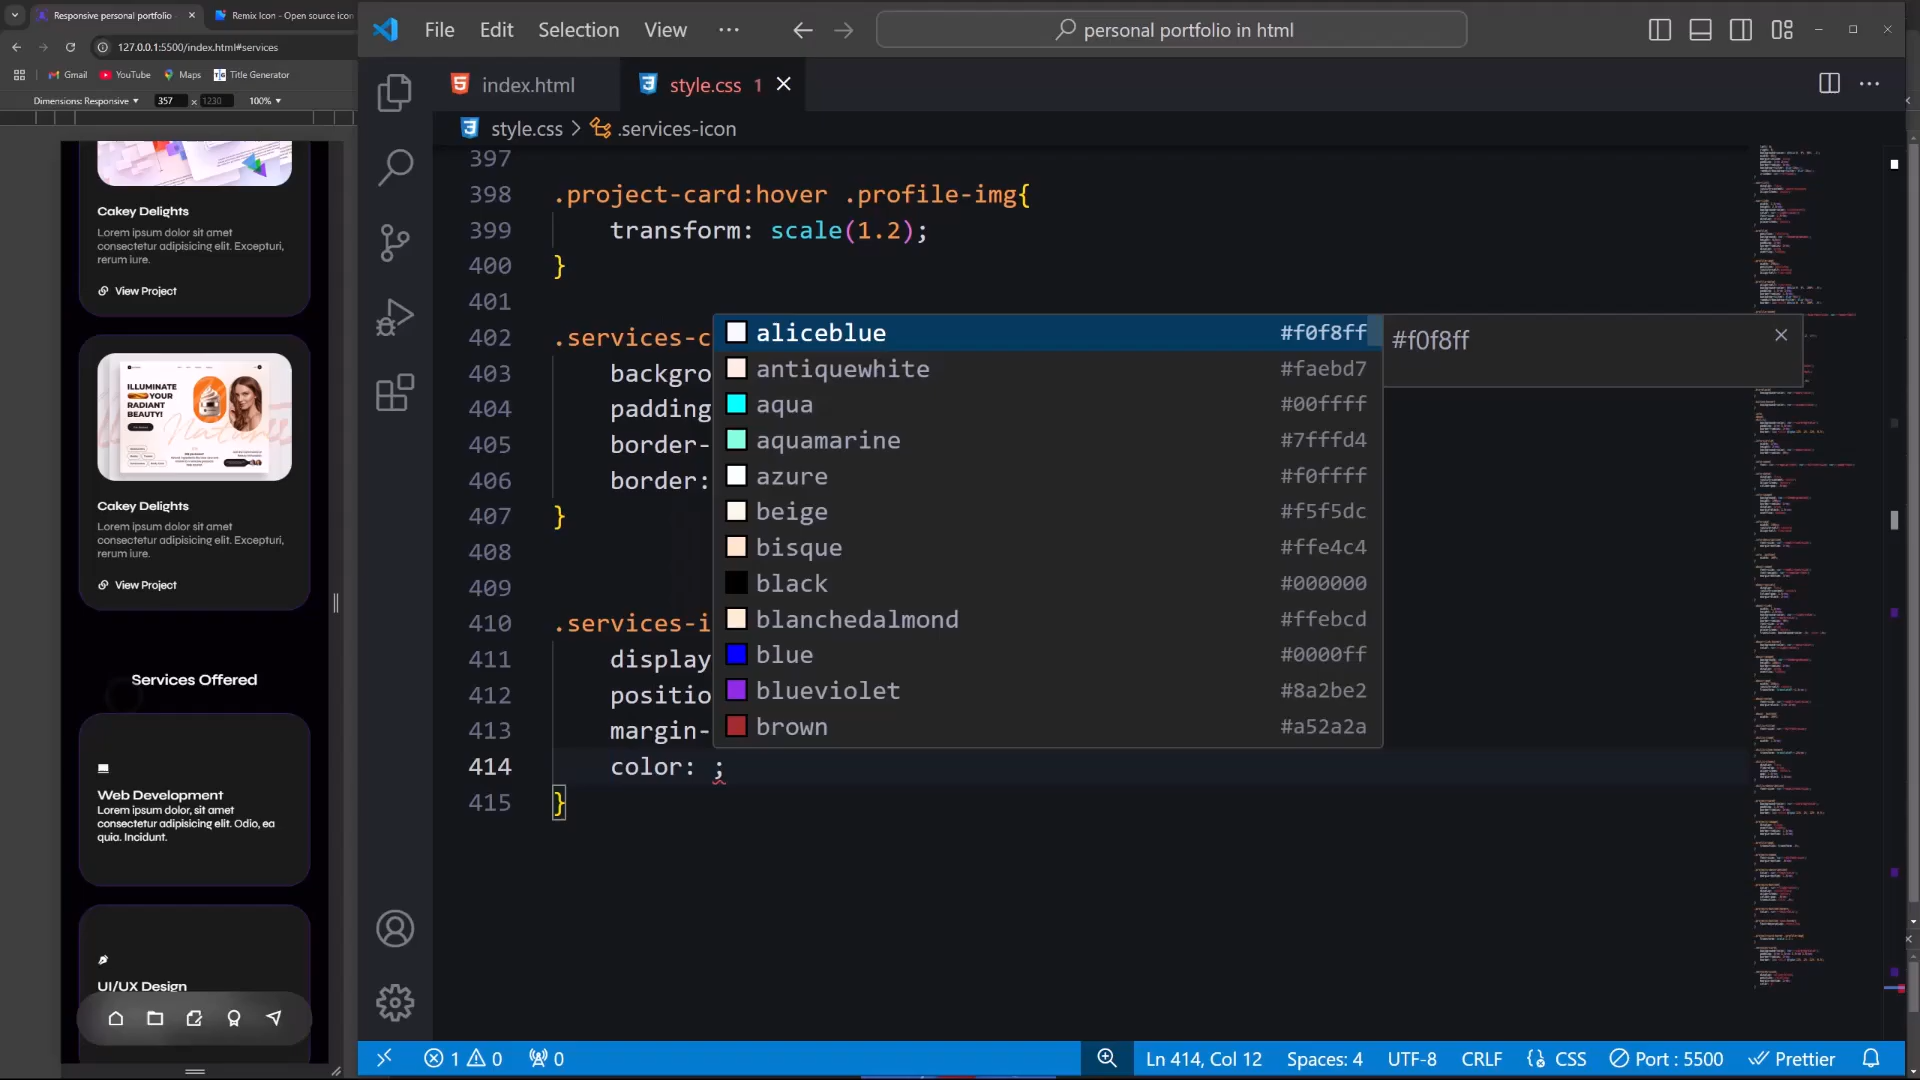 Responsive personal portfolio
Remix Icon - Open source icon
127.0.0.1:5500/index.html#services
Gmail YouTube Maps Title Generator
Dimensions: Responsive 357 x 1230 100%
Cakey Delights
Lorem ipsum dolor sit amet
consectetur adipisicing elit. Excepturi,
rerum iure.
View Project
ILLUMINATE
YOUR
RADIANT
BEAUTY!
Cakey Delights
Lorem ipsum dolor sit amet
consectetur adipisicing elit. Excepturi,
rerum iure.
View Project
Services Offered
Web Development
Lorem ipsum dolor, sit amet
consectetur adipisicing elit. Odio, ea
quia. Incidunt.
UI/UX Design
File Edit Selection View ···
personal portfolio in html
index.html style.css 1
style.css > .services-icon
397
398 .project-card:hover .profile-img{
399 transform: scale(1.2);
400 }
401
402 .services-c
403 backgro
404 padding
405 border-
406 border:
407 }
408
409
410 .services-i
411 display
412 positio
413 margin-
414 color: ;
415 }
aliceblue #f0f8ff
antiquewhite #faebd7
aqua #00ffff
aquamarine #7fffd4
azure #f0ffff
beige #f5f5dc
bisque #ffe4c4
black #000000
blanchedalmond #ffebcd
blue #0000ff
blueviolet #8a2be2
brown #a52a2a
#f0f8ff
1 0 0 Ln 414, Col 12 Spaces: 4 UTF-8 CRLF CSS Port : 5500 Prettier